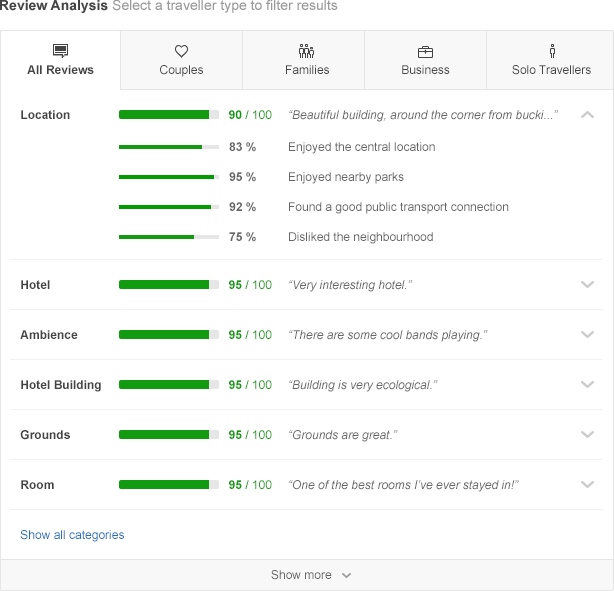 Review Analysis Select a traveller type to filter results
All Reviews Couples Families Business Solo Travellers
Location 90 / 100 “Beautiful building, around the corner from bucki...”
83 % Enjoyed the central location
95 % Enjoyed nearby parks
92 % Found a good public transport connection
75 % Disliked the neighbourhood
Hotel 95 / 100 “Very interesting hotel.”
Ambience 95 / 100 “There are some cool bands playing.”
Hotel Building 95 / 100 “Building is very ecological.”
Grounds 95 / 100 “Grounds are great.”
Room 95 / 100 “One of the best rooms I've ever stayed in!”
Show all categories
Show more